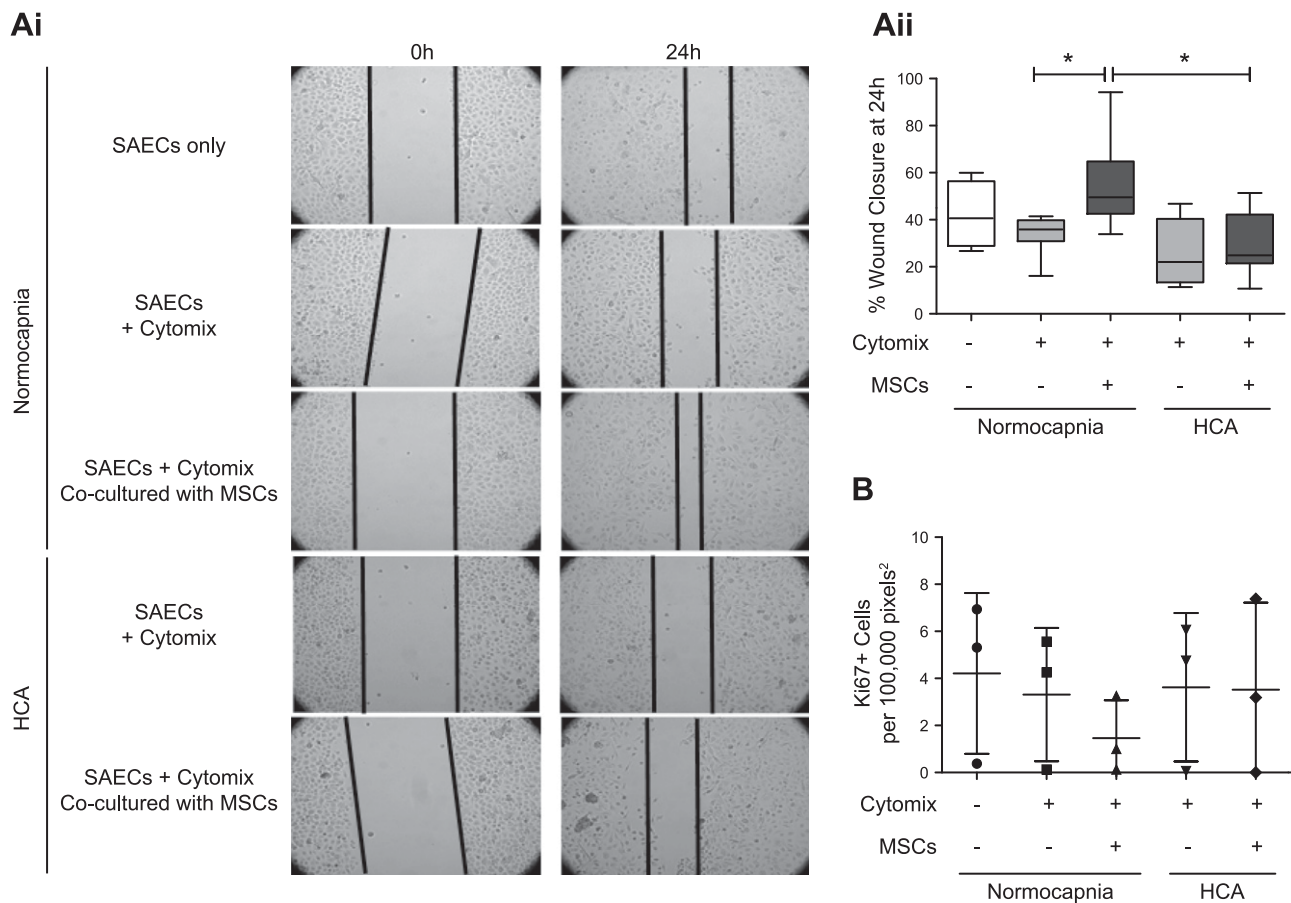 Ai
0h 24h
Normocapnia
SAECs only
SAECs
+ Cytomix
SAECs + Cytomix
Co-cultured with MSCs
HCA
SAECs
+ Cytomix
SAECs + Cytomix
Co-cultured with MSCs
Aii
* *
% Wound Closure at 24h
100
80
60
40
20
0
Cytomix - + + + +
MSCs - - + - +
Normocapnia HCA
B
Ki67+ Cells
per 100,000 pixels²
10
8
6
4
2
0
Cytomix - + + + +
MSCs - - + - +
Normocapnia HCA